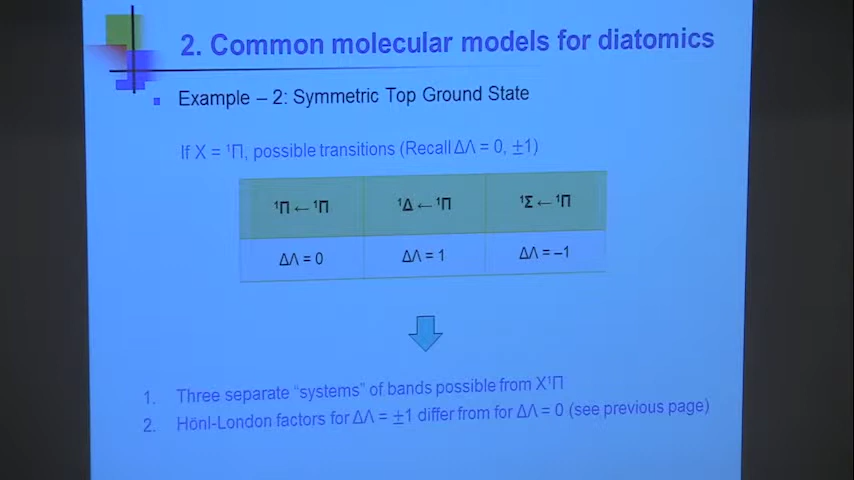 2. Common molecular models for diatomics
Example – 2: Symmetric Top Ground State
If X = ¹Π, possible transitions (Recall ΔΛ = 0, ±1)
¹Π ← ¹Π
¹Δ ← ¹Π
¹Σ ← ¹Π
ΔΛ = 0
ΔΛ = 1
ΔΛ = –1
1. Three separate "systems" of bands possible from X¹Π
2. Hönl-London factors for ΔΛ = ±1 differ from for ΔΛ = 0 (see previous page)